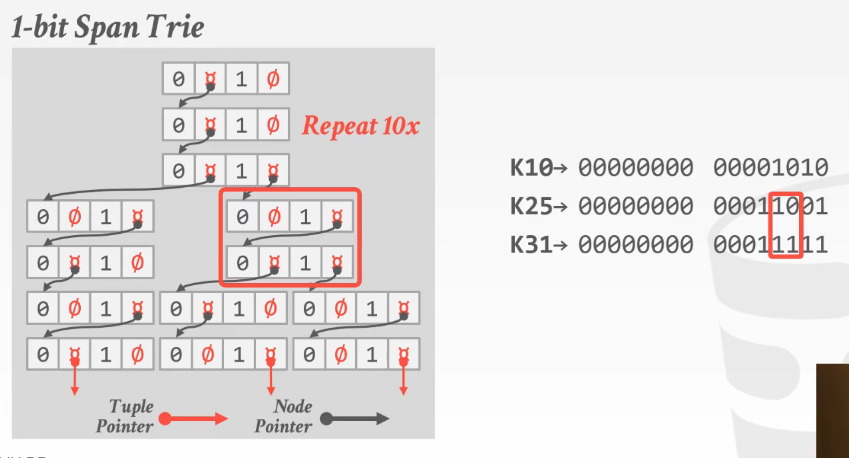 1-bit Span Trie
0 ¤ 1 Ø
0 ¤ 1 Ø
Repeat 10x
0 ¤ 1 ¤
0 Ø 1 ¤ 0 Ø 1 ¤
0 ¤ 1 Ø 0 ¤ 1 ¤
0 Ø 1 ¤ 0 ¤ 1 Ø 0 Ø 1 ¤
0 ¤ 1 Ø 0 Ø 1 ¤ 0 Ø 1 ¤
Tuple Pointer
Node Pointer
K10→ 00000000 00001010
K25→ 00000000 00011001
K31→ 00000000 00011111